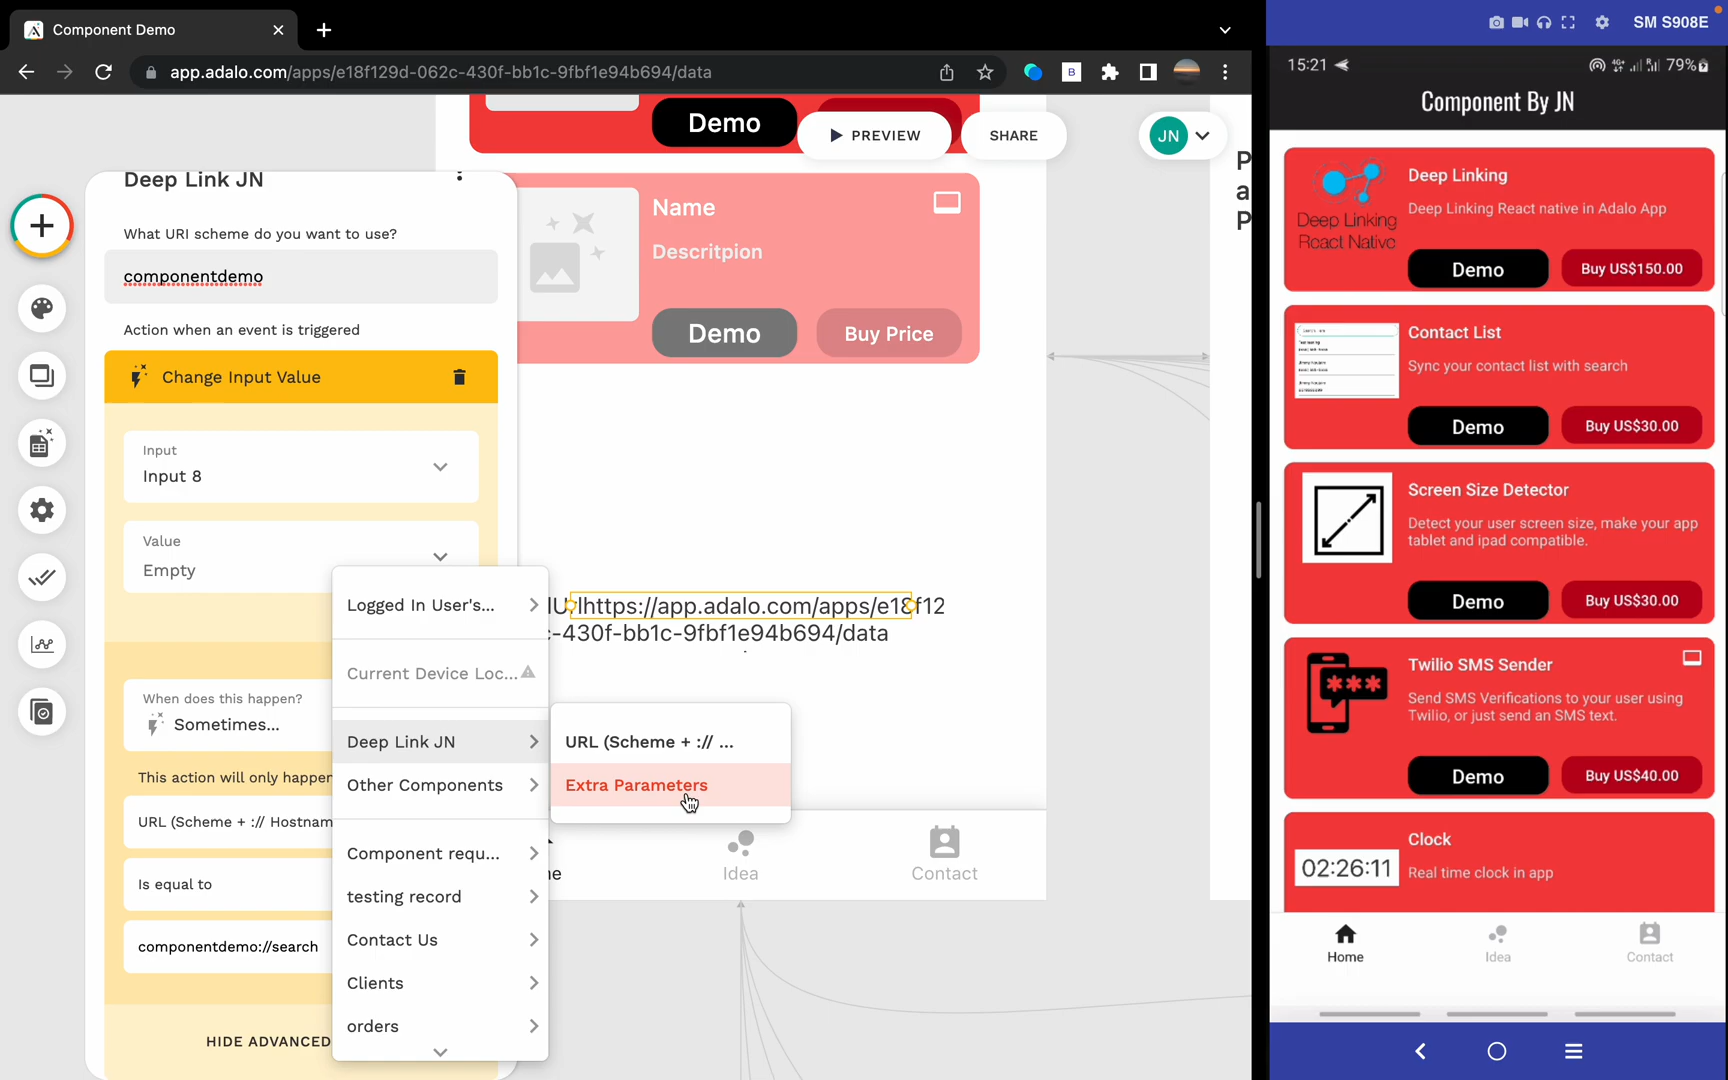 Component Demo
SM S908E
app.adalo.com/apps/e18f129d-062c-430f-bb1c-9fbf1e94b694/data
B
15:21
79%
Component By JN
Demo
PREVIEW
SHARE
JN
P
a
P
Deep Link JN
What URI scheme do you want to use?
componentdemo
Action when an event is triggered
Change Input Value
Input
Input 8
Value
Empty
When does this happen?
Sometimes...
This action will only happen
URL (Scheme + :// Hostnam
Is equal to
componentdemo://search
HIDE ADVANCED
Name
Descritpion
Demo
Buy Price
Logged In User's...
Current Device Loc...
Deep Link JN
Other Components
Component requ...
testing record
Contact Us
Clients
orders
URL (Scheme + :// ...
Extra Parameters
https://app.adalo.com/apps/e18f12
-430f-bb1c-9fbf1e94b694/data
Idea
Contact
Deep Linking
React Native
Deep Linking
Deep Linking React native in Adalo App
Demo
Buy US$150.00
Contact List
Sync your contact list with search
Demo
Buy US$30.00
Screen Size Detector
Detect your user screen size, make your app
tablet and ipad compatible.
Demo
Buy US$30.00
Twilio SMS Sender
Send SMS Verifications to your user using
Twilio, or just send an SMS text.
Demo
Buy US$40.00
Clock
02:26:11
Real time clock in app
Home
Idea
Contact